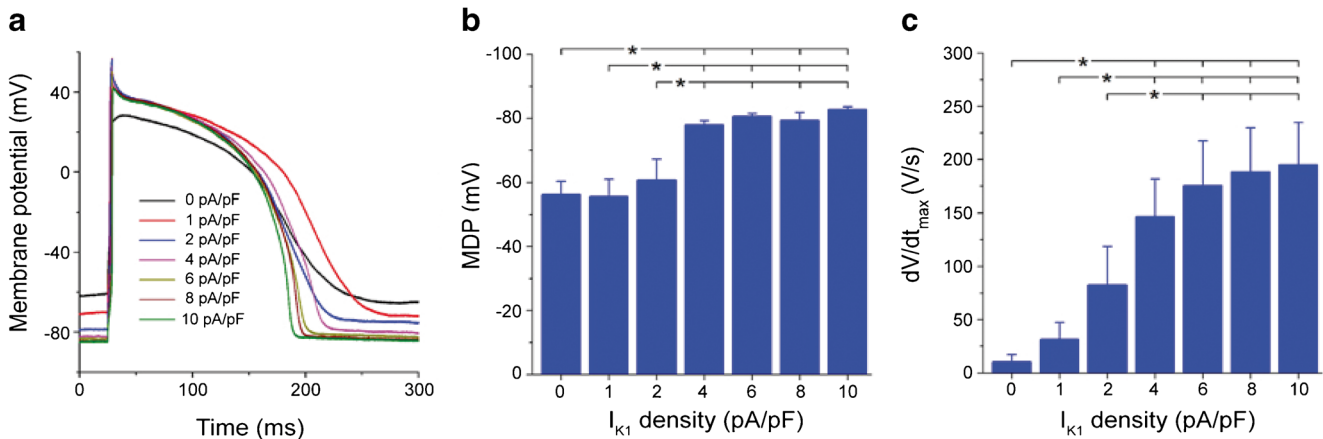 a
Membrane potential (mV)
40
0
-40
-80
0 pA/pF
1 pA/pF
2 pA/pF
4 pA/pF
6 pA/pF
8 pA/pF
10 pA/pF
0 100 200 300
Time (ms)
b
MDP (mV)
-100
-80
-60
-40
-20
0
*
*
*
0 1 2 4 6 8 10
I_K1 density (pA/pF)
c
dV/dt_max (V/s)
300
250
200
150
100
50
0
*
*
*
0 1 2 4 6 8 10
I_K1 density (pA/pF)